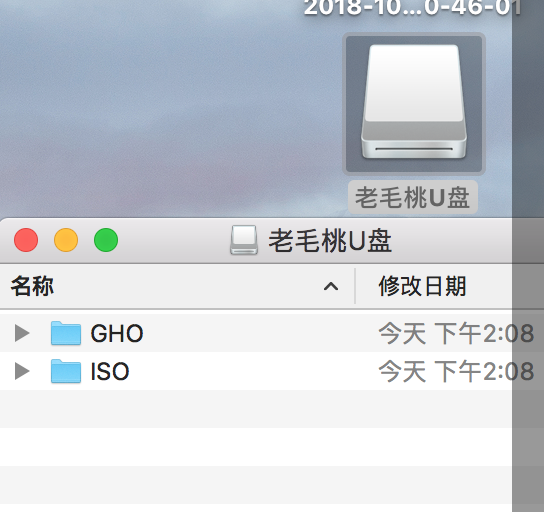 2018-10...0-46-01
老毛桃U盘
老毛桃U盘
名称 修改日期
GHO 今天 下午2:08
ISO 今天 下午2:08